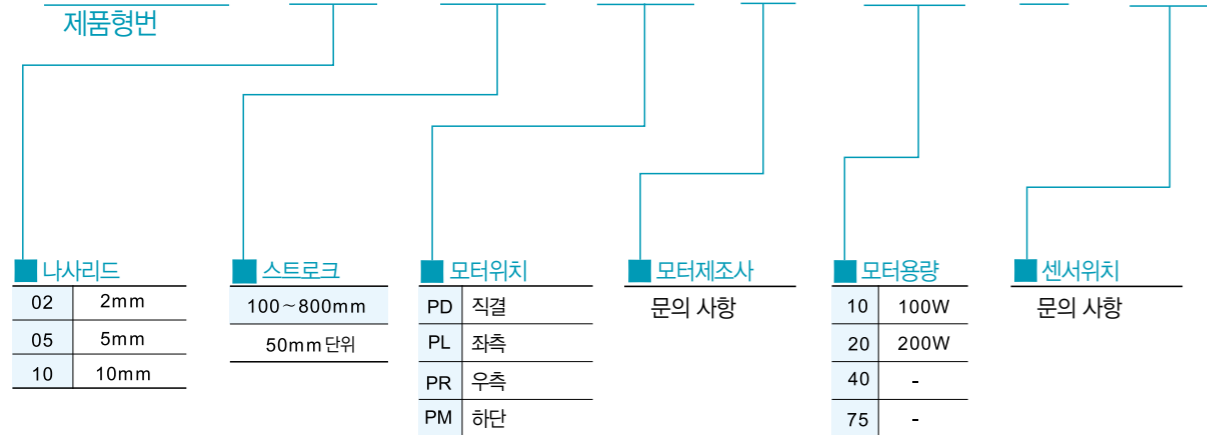 제품형번
나사리드
02 2mm
05 5mm
10 10mm
스트로크
100~800mm
50mm 단위
모터위치
PD 직결
PL 좌측
PR 우측
PM 하단
모터제조사
문의 사항
모터용량
10 100W
20 200W
40 -
75 -
센서위치
문의 사항